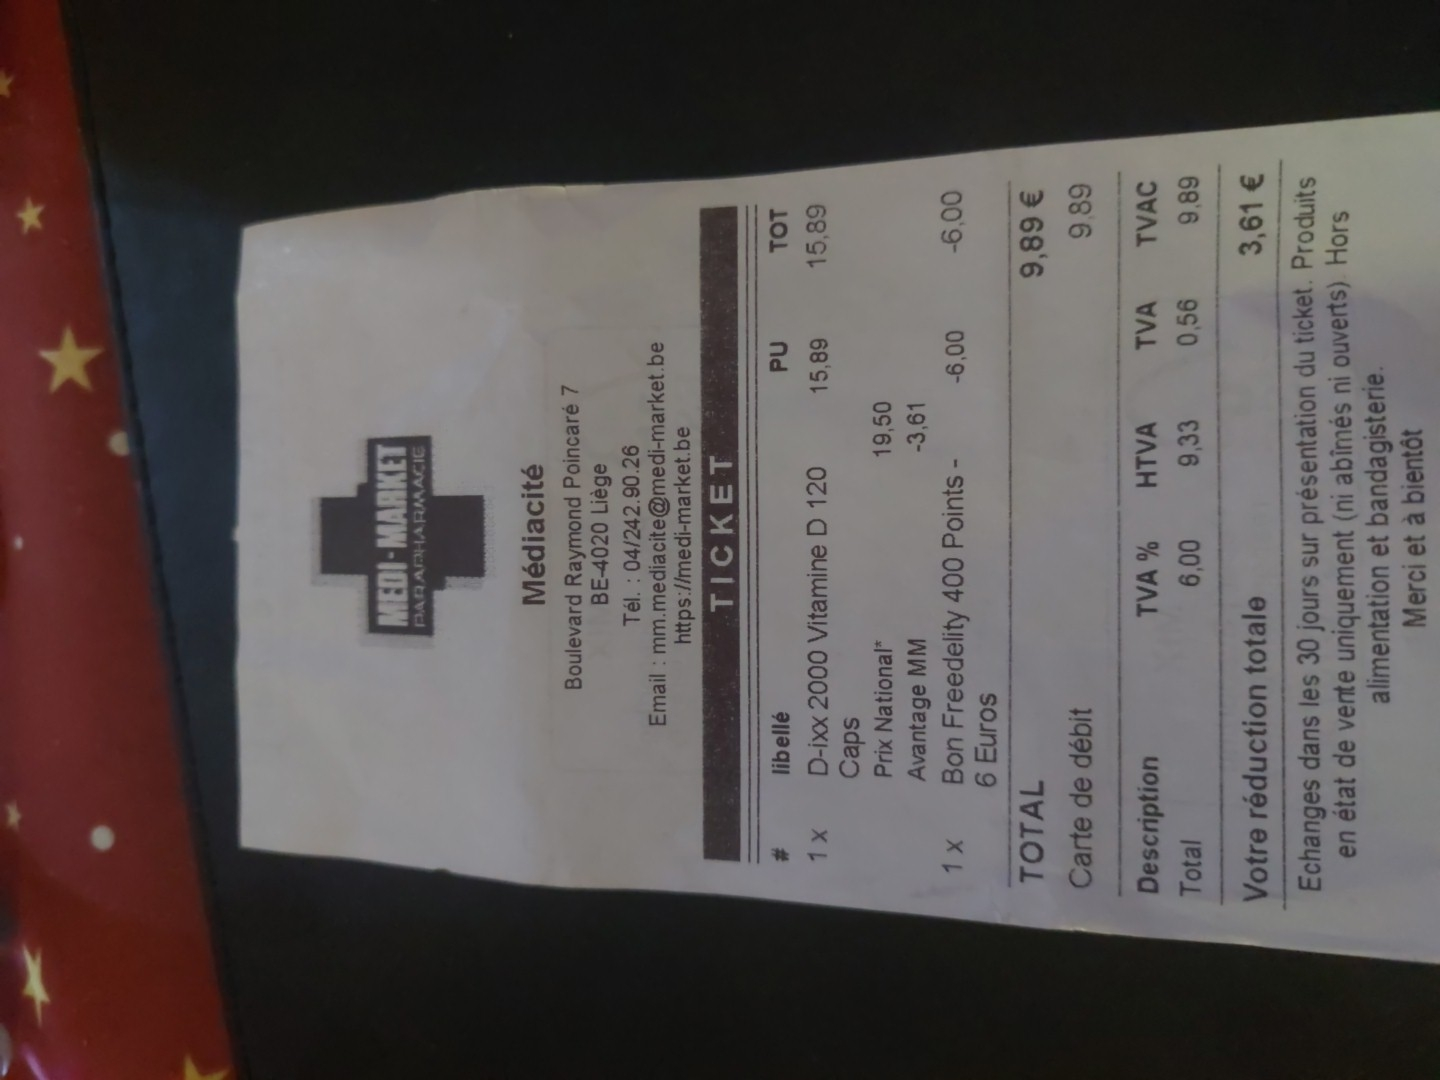 MEDI-MARKET
PARAPHARMACIE
Médiacité
Boulevard Raymond Poincaré 7
BE-4020 Liège
Tél. : 04/242.90.26
Email : mm.mediacite@medi-market.be
https://medi-market.be
TICKET
# libellé PU TOT
1 x D-ixx 2000 Vitamine D 120 15,89 15,89
Caps
Prix National* 19,50
Avantage MM -3,61
1 x Bon Freedelity 400 Points - -6,00 -6,00
6 Euros
TOTAL 9,89 €
Carte de débit 9,89
Description TVA % HTVA TVA TVAC
Total 6,00 9,33 0,56 9,89
Votre réduction totale 3,61 €
Echanges dans les 30 jours sur présentation du ticket. Produits
en état de vente uniquement (ni abîmés ni ouverts). Hors
alimentation et bandagisterie.
Merci et à bientôt